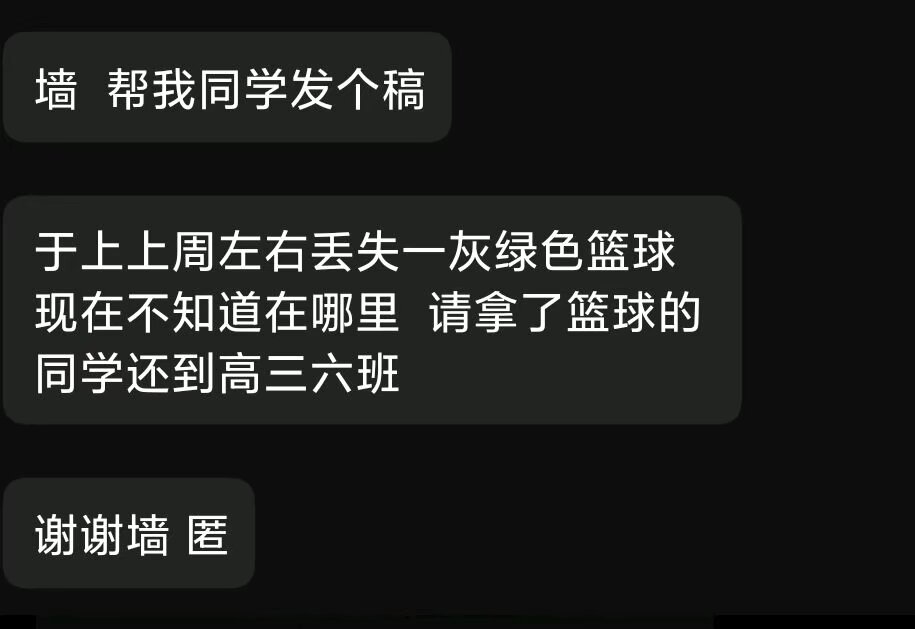 墙  帮我同学发个稿
于上上周左右丢失一灰绿色篮球
现在不知道在哪里  请拿了篮球的
同学还到高三六班
谢谢墙 匿